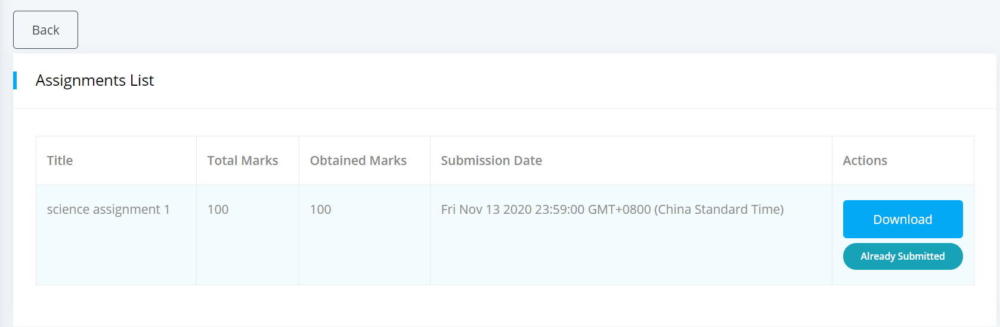 Back
Assignments List
Title Total Marks Obtained Marks Submission Date Actions
science assignment 1 100 100 Fri Nov 13 2020 23:59:00 GMT+0800 (China Standard Time) Download
Already Submitted